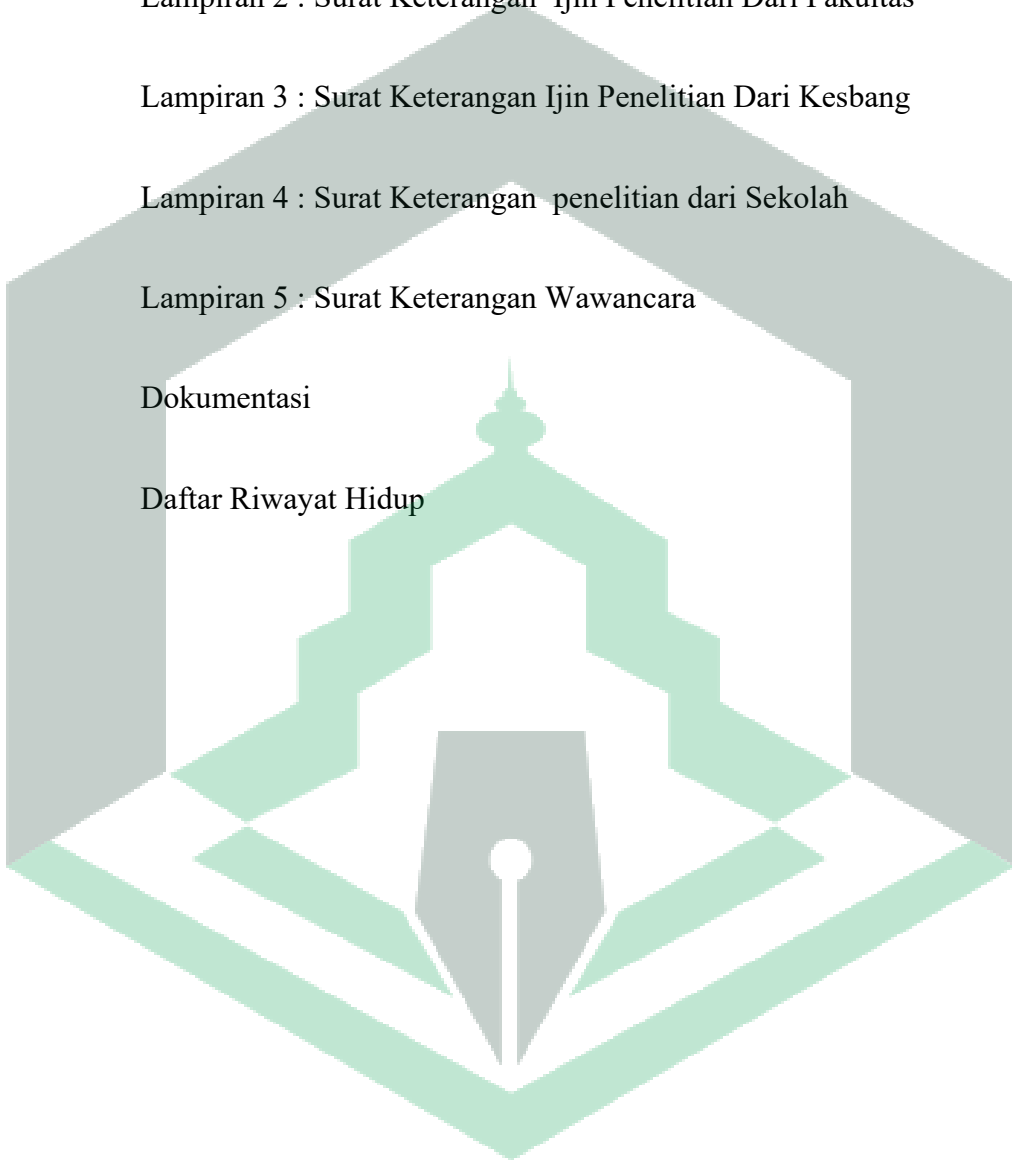 Lampiran 2 : Surat Keterangan  Ijin Penelitian Dari Fakultas
Lampiran 3 : Surat Keterangan Ijin Penelitian Dari Kesbang
Lampiran 4 : Surat Keterangan  penelitian dari Sekolah
Lampiran 5 : Surat Keterangan Wawancara
Dokumentasi
Daftar Riwayat Hidup